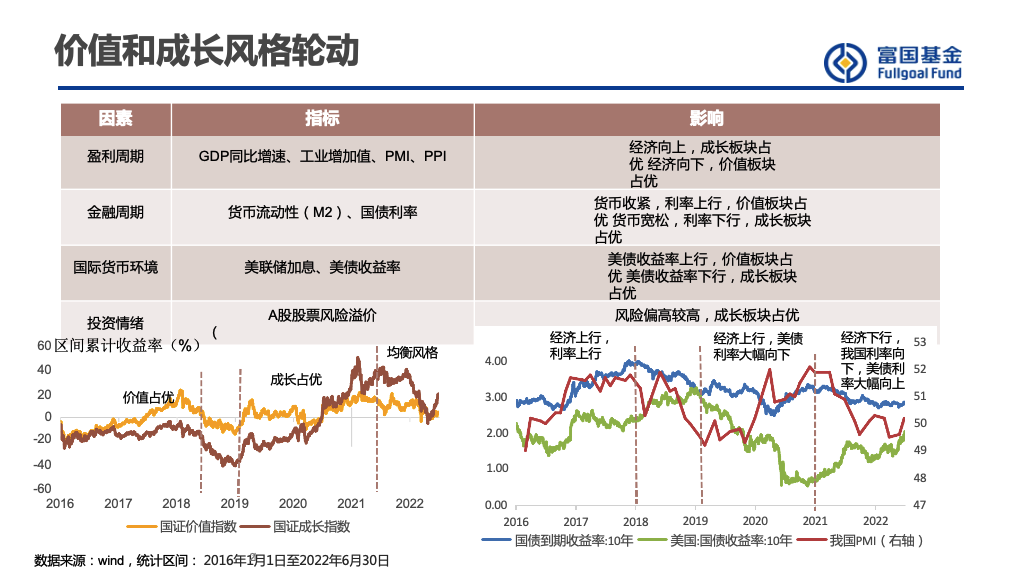 价值和成长风格轮动
富国基金
Fullgoal Fund
因素 指标 影响
盈利周期 GDP同比增速、工业增加值、PMI、PPI
经济向上，成长板块占
优 经济向下，价值板块
占优
金融周期 货币流动性（M2）、国债利率
货币收紧，利率上行，价值板块占
优 货币宽松，利率下行，成长板块
占优
国际货币环境 美联储加息、美债收益率
美债收益率上行，价值板块占
优 美债收益率下行，成长板块
占优
投资情绪
A股股票风险溢价
（
风险偏高较高，成长板块占优
区间累计收益率（%）
60
40
20
0
-20
-40
-60
价值占优
成长占优
均衡风格
2016 2017 2018 2019 2020 2021 2022
国证价值指数 国证成长指数
经济上行，
利率上行
经济上行，美债
利率大幅向下
经济下行，
我国利率向
下，美债利
率大幅向上
4.00
3.00
2.00
1.00
0.00
53
52
51
50
49
48
47
2016 2017 2018 2019 2020 2021 2022
国债到期收益率:10年 美国:国债收益率:10年 我国PMI（右轴）
数据来源：wind，统计区间： 2016年1月1日至2022年6月30日